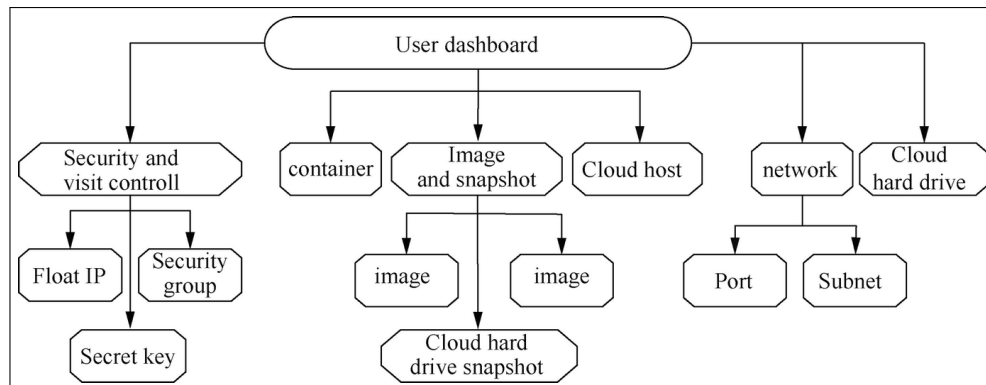 User dashboard
Security and
visit controll
container
Image
and snapshot
Cloud host
network
Cloud
hard drive
Float IP
Security
group
image
image
Port
Subnet
Secret key
Cloud hard
drive snapshot